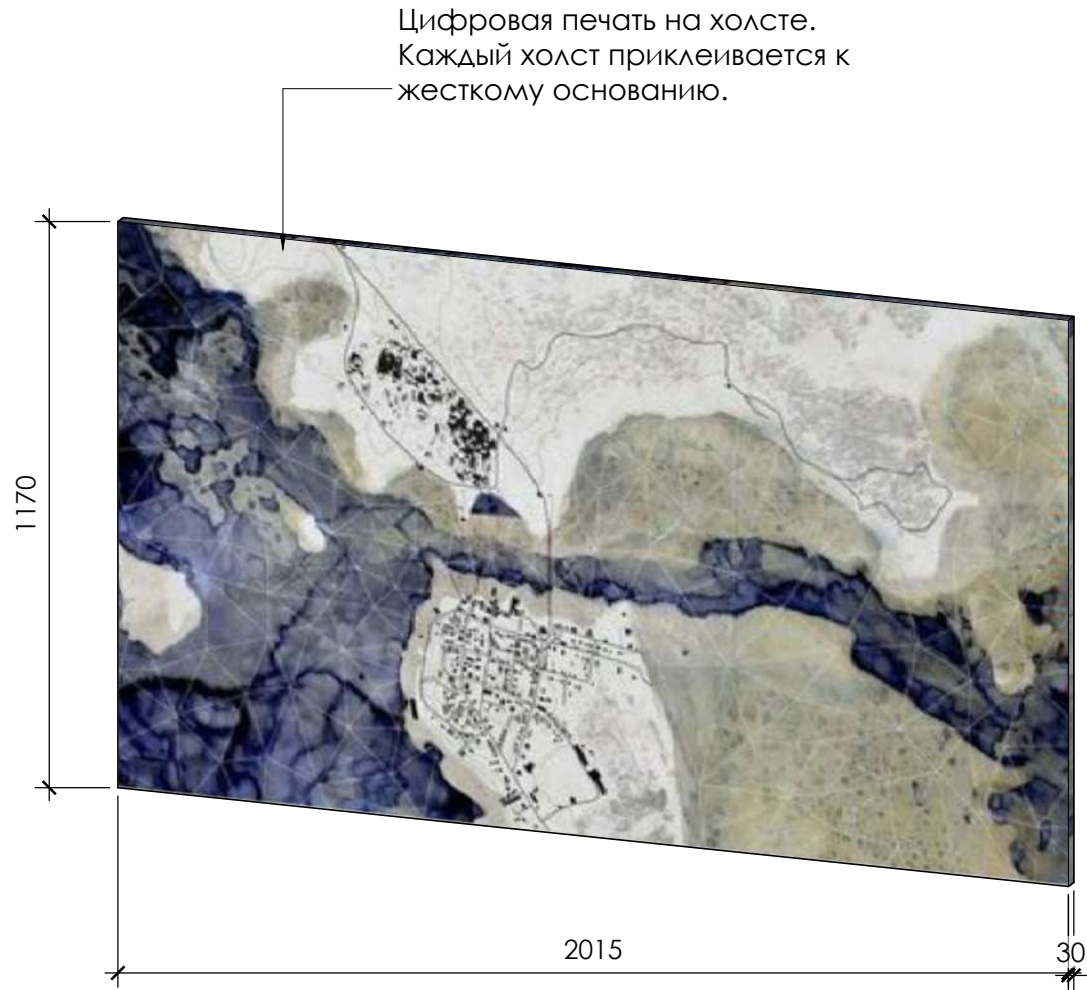 Цифровая печать на холсте.
Каждый холст приклеивается к
жесткому основанию.
1170
2015
30